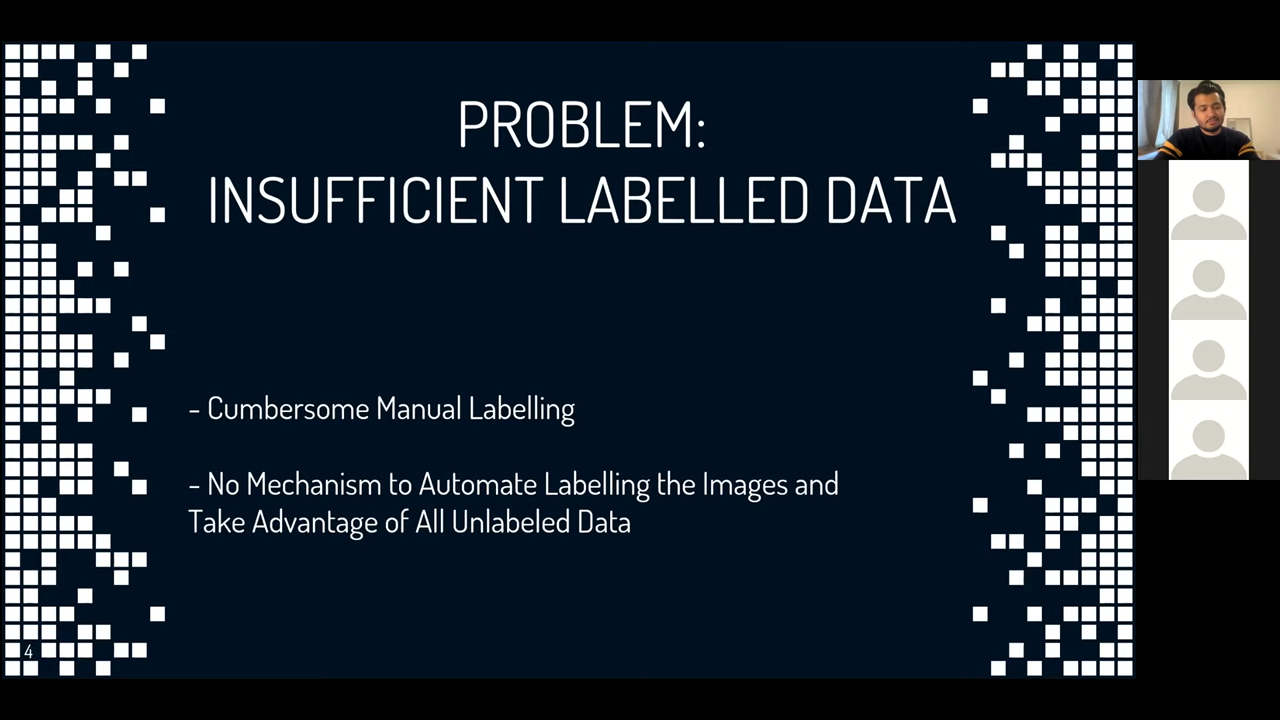 PROBLEM:
INSUFFICIENT LABELLED DATA
- Cumbersome Manual Labelling
- No Mechanism to Automate Labelling the Images and
Take Advantage of All Unlabeled Data
4